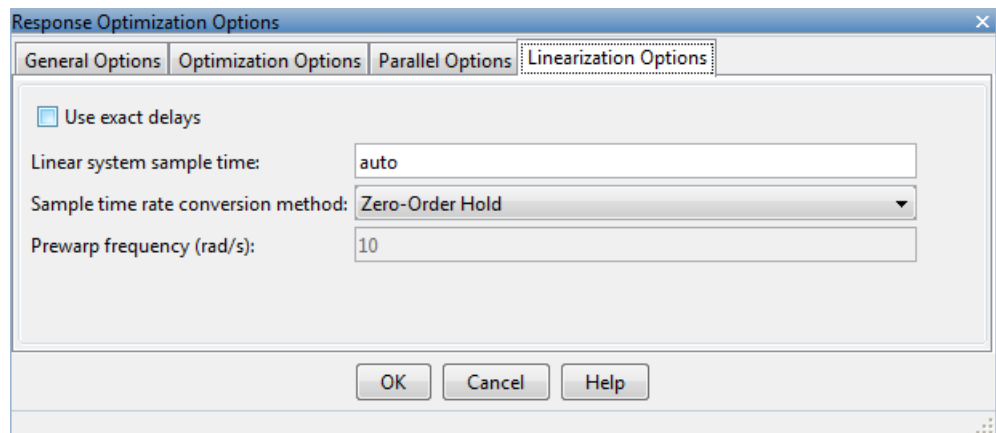 Response Optimization Options
General Options Optimization Options Parallel Options Linearization Options
Use exact delays
Linear system sample time: auto
Sample time rate conversion method: Zero-Order Hold
Prewarp frequency (rad/s): 10
OK Cancel Help